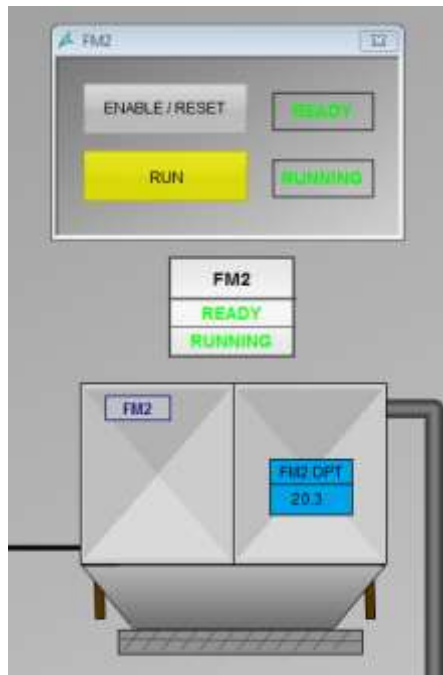 FM2
ENABLE / RESET
READY
RUN
RUNNING
FM2
READY
RUNNING
FM2
FM2 DPT
20.3